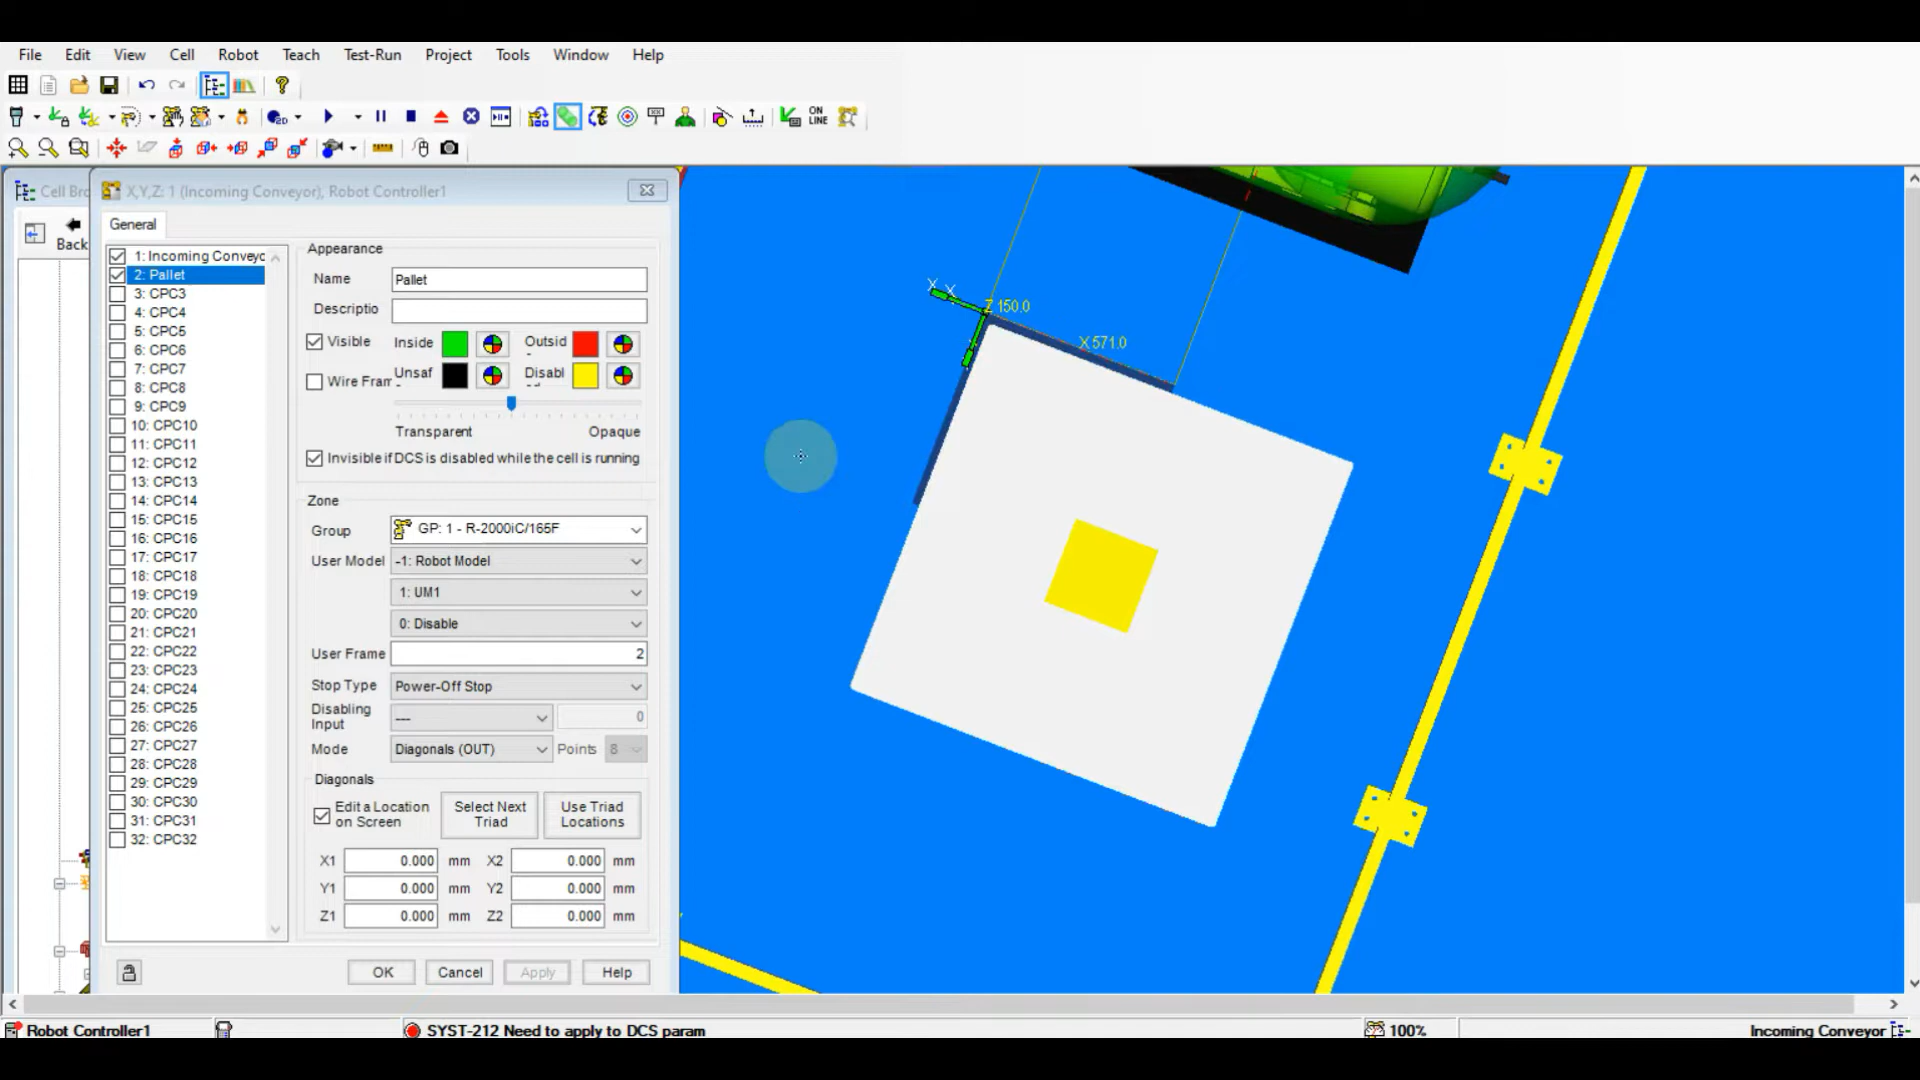 File Edit View Cell Robot Teach Test-Run Project Tools Window Help
2D
ON LINE
Cell Bro
X,Y,Z: 1 (Incoming Conveyor), Robot Controller1
Back
General
1: Incoming Conveyo
2: Pallet
3: CPC3
4: CPC4
5: CPC5
6: CPC6
7: CPC7
8: CPC8
9: CPC9
10: CPC10
11: CPC11
12: CPC12
13: CPC13
14: CPC14
15: CPC15
16: CPC16
17: CPC17
18: CPC18
19: CPC19
20: CPC20
21: CPC21
22: CPC22
23: CPC23
24: CPC24
25: CPC25
26: CPC26
27: CPC27
28: CPC28
29: CPC29
30: CPC30
31: CPC31
32: CPC32
Appearance
Name Pallet
Descriptio
Visible Inside Outsid
Wire Fram Unsaf Disabl
Transparent Opaque
Invisible if DCS is disabled while the cell is running
Zone
Group GP: 1 - R-2000iC/165F
User Model -1: Robot Model
1: UM1
0: Disable
User Frame 2
Stop Type Power-Off Stop
Disabling Input --- 0
Mode Diagonals (OUT) Points 8
Diagonals
Edit a Location on Screen
Select Next Triad
Use Triad Locations
X1 0.000 mm X2 0.000 mm
Y1 0.000 mm Y2 0.000 mm
Z1 0.000 mm Z2 0.000 mm
OK Cancel Apply Help
X X
Z 150.0
X 571.0
Robot Controller1 SYST-212 Need to apply to DCS param 100% Incoming Conveyor